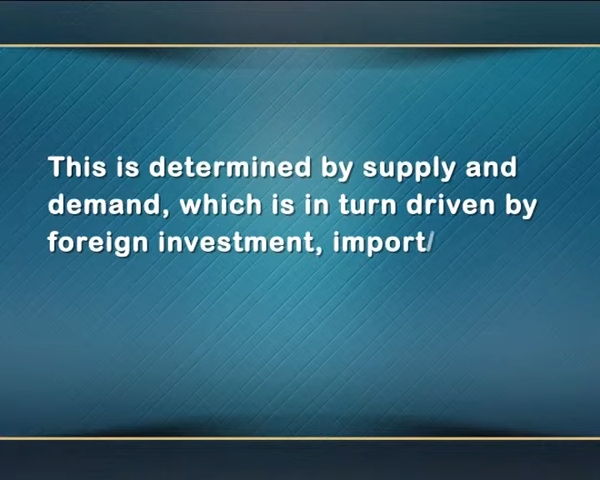 This is determined by supply and
demand, which is in turn driven by
foreign investment, import/